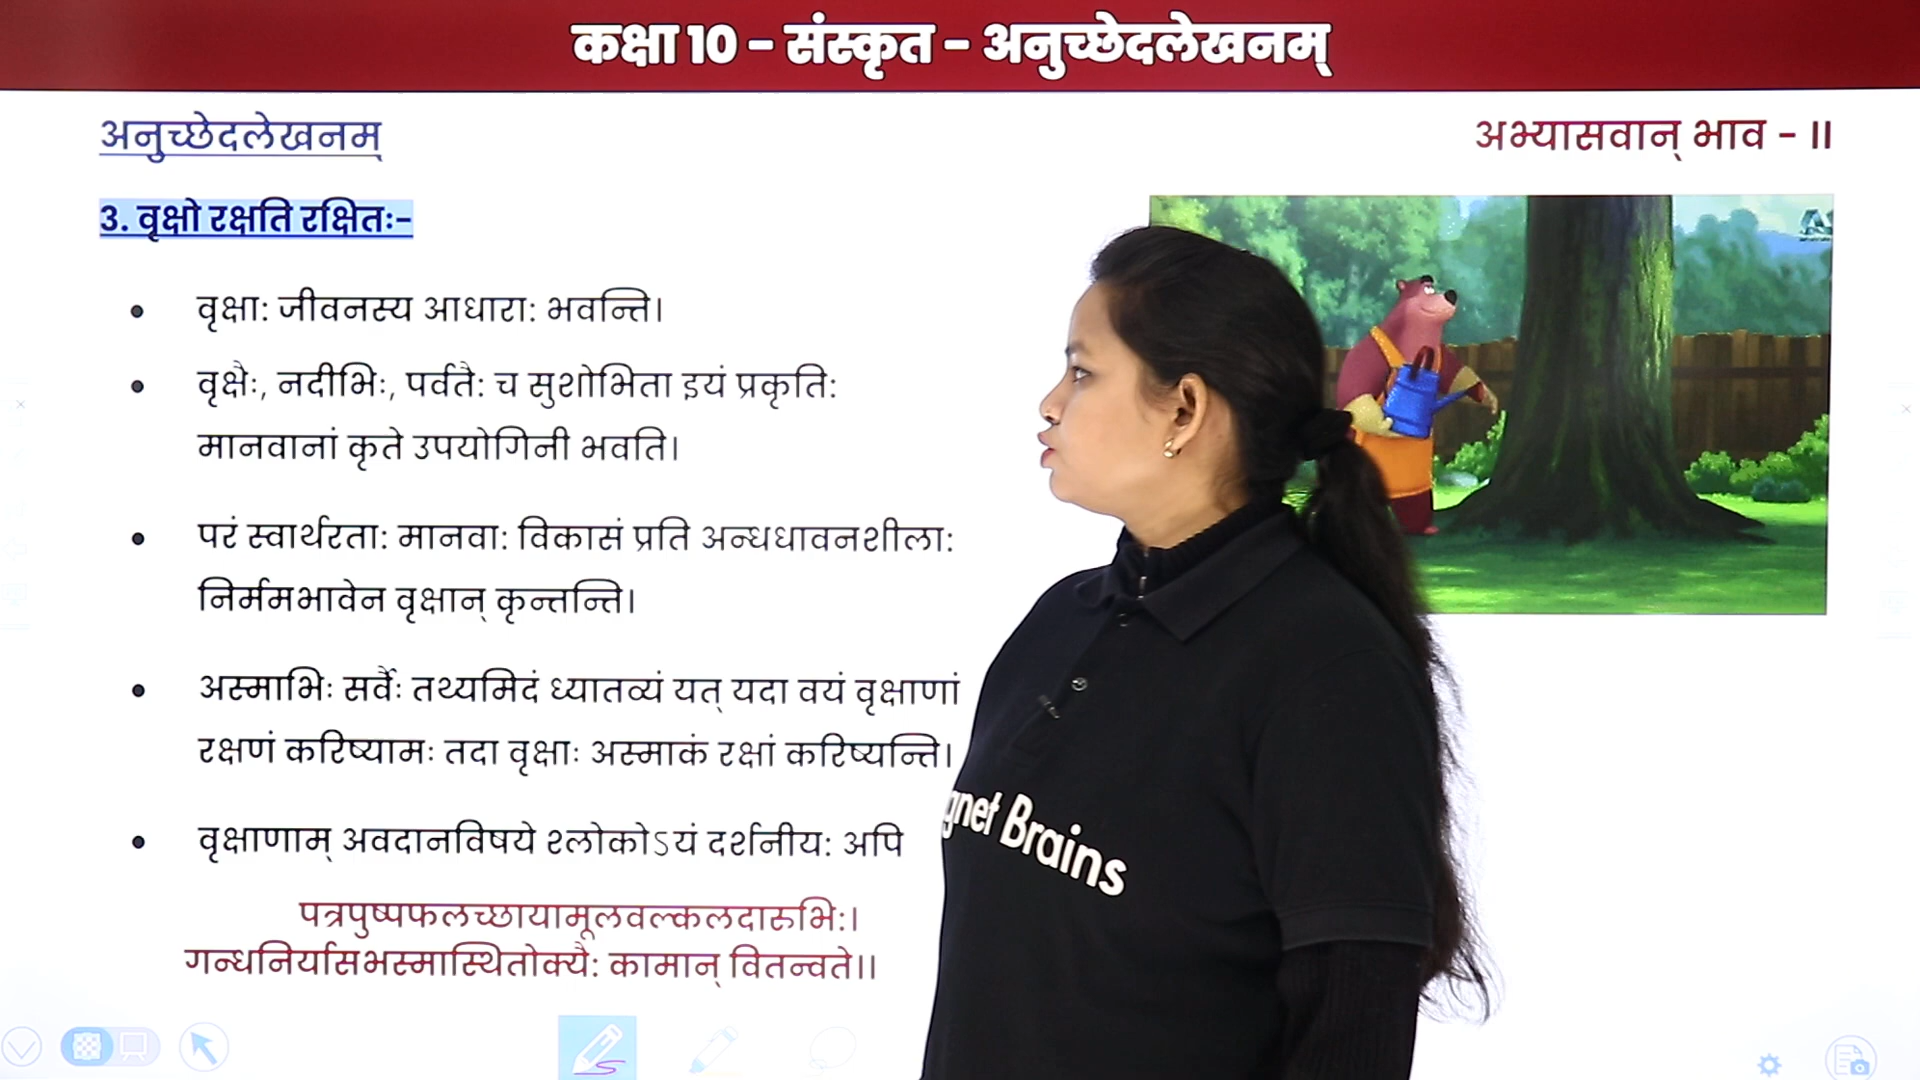 कक्षा 10 – संस्कृत – अनुच्छेदलेखनम्
अनुच्छेदलेखनम्
अभ्यासवान् भाव - II
3. वृक्षो रक्षति रक्षितः-
वृक्षाः जीवनस्य आधाराः भवन्ति।
वृक्षैः, नदीभिः, पर्वतैः च सुशोभिता इयं प्रकृतिः
मानवानां कृते उपयोगिनी भवति।
परं स्वार्थरताः मानवाः विकासं प्रति अन्धधावनशीलाः
निर्ममभावेन वृक्षान् कृन्तन्ति।
अस्माभिः सर्वैः तथ्यमिदं ध्यातव्यं यत् यदा वयं वृक्षाणां
रक्षणं करिष्यामः तदा वृक्षाः अस्माकं रक्षां करिष्यन्ति।
वृक्षाणाम् अवदानविषये श्लोकोऽयं दर्शनीयः अपि
पत्रपुष्पफलच्छायामूलवल्कलदारुभिः।
गन्धनिर्यासभस्मास्थितोक्यैः कामान् वितन्वते।।
gnet Brains